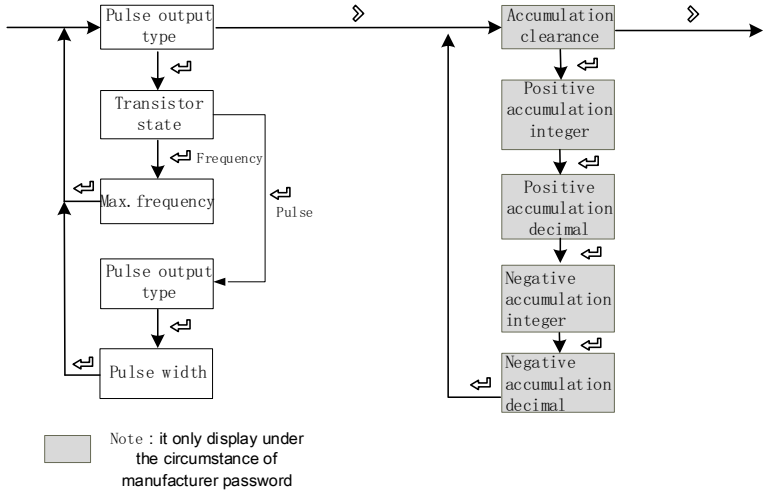 Pulse output
type
Transistor
state
Frequency
Max.frequency
Pulse
Pulse output
type
Pulse width
Accumulation
clearance
Positive
accumulation
integer
Positive
accumulation
decimal
Negative
accumulation
integer
Negative
accumulation
decimal
Note : it only display under
the circumstance of
manufacturer password